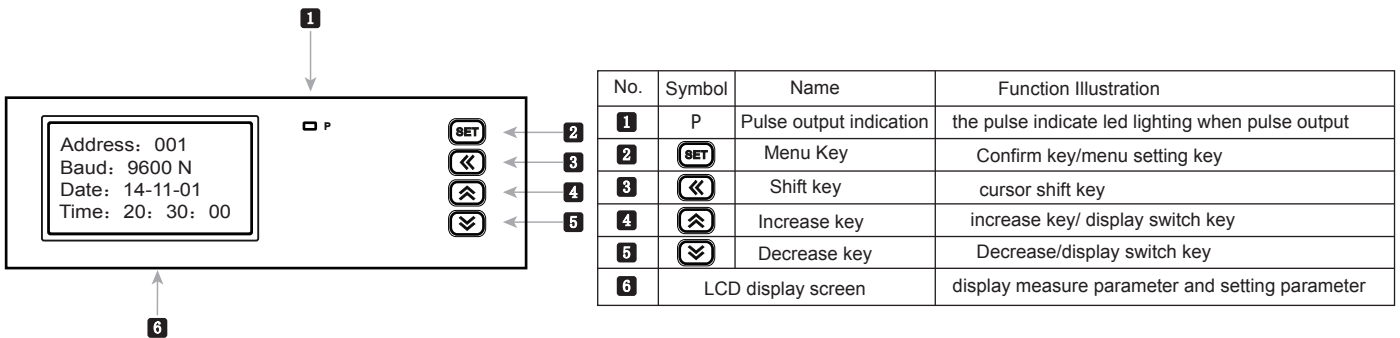 1
P
SET
2
3
4
5
Address：001
Baud：9600 N
Date：14-11-01
Time：20：30：00
6
No. Symbol Name Function Illustration
1 P Pulse output indication the pulse indicate led lighting when pulse output
2 SET Menu Key Confirm key/menu setting key
3 Shift key cursor shift key
4 Increase key increase key/ display switch key
5 Decrease key Decrease/display switch key
6 LCD display screen display measure parameter and setting parameter